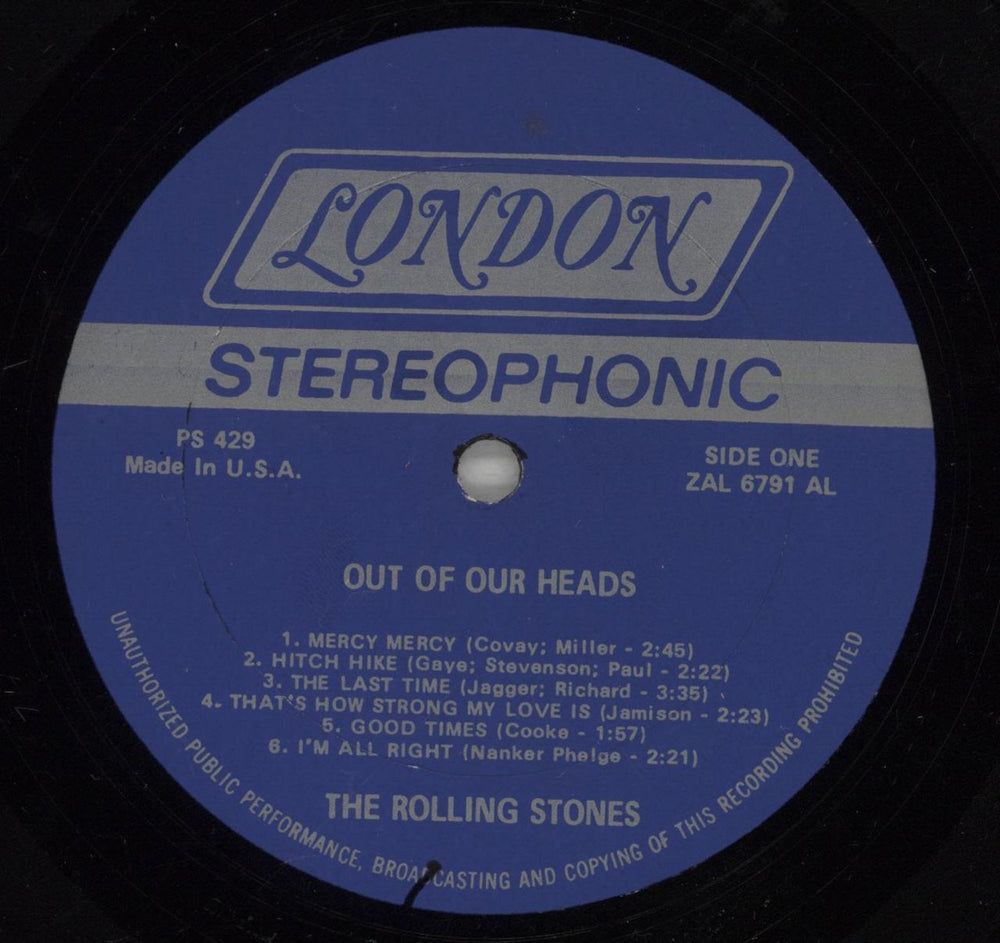 LONDON
STEREOPHONIC
PS 429
Made In U.S.A.
SIDE ONE
ZAL 6791 AL
OUT OF OUR HEADS
1. MERCY MERCY (Covay; Miller - 2:45)
2. HITCH HIKE (Gaye; Stevenson; Paul - 2:22)
3. THE LAST TIME (Jagger; Richard - 3:35)
4. THAT'S HOW STRONG MY LOVE IS (Jamison - 2:23)
5. GOOD TIMES (Cooke - 1:57)
6. I'M ALL RIGHT (Nanker Phelge - 2:21)
THE ROLLING STONES
UNAUTHORIZED PUBLIC PERFORMANCE, BROADCASTING AND COPYING OF THIS RECORDING PROHIBITED